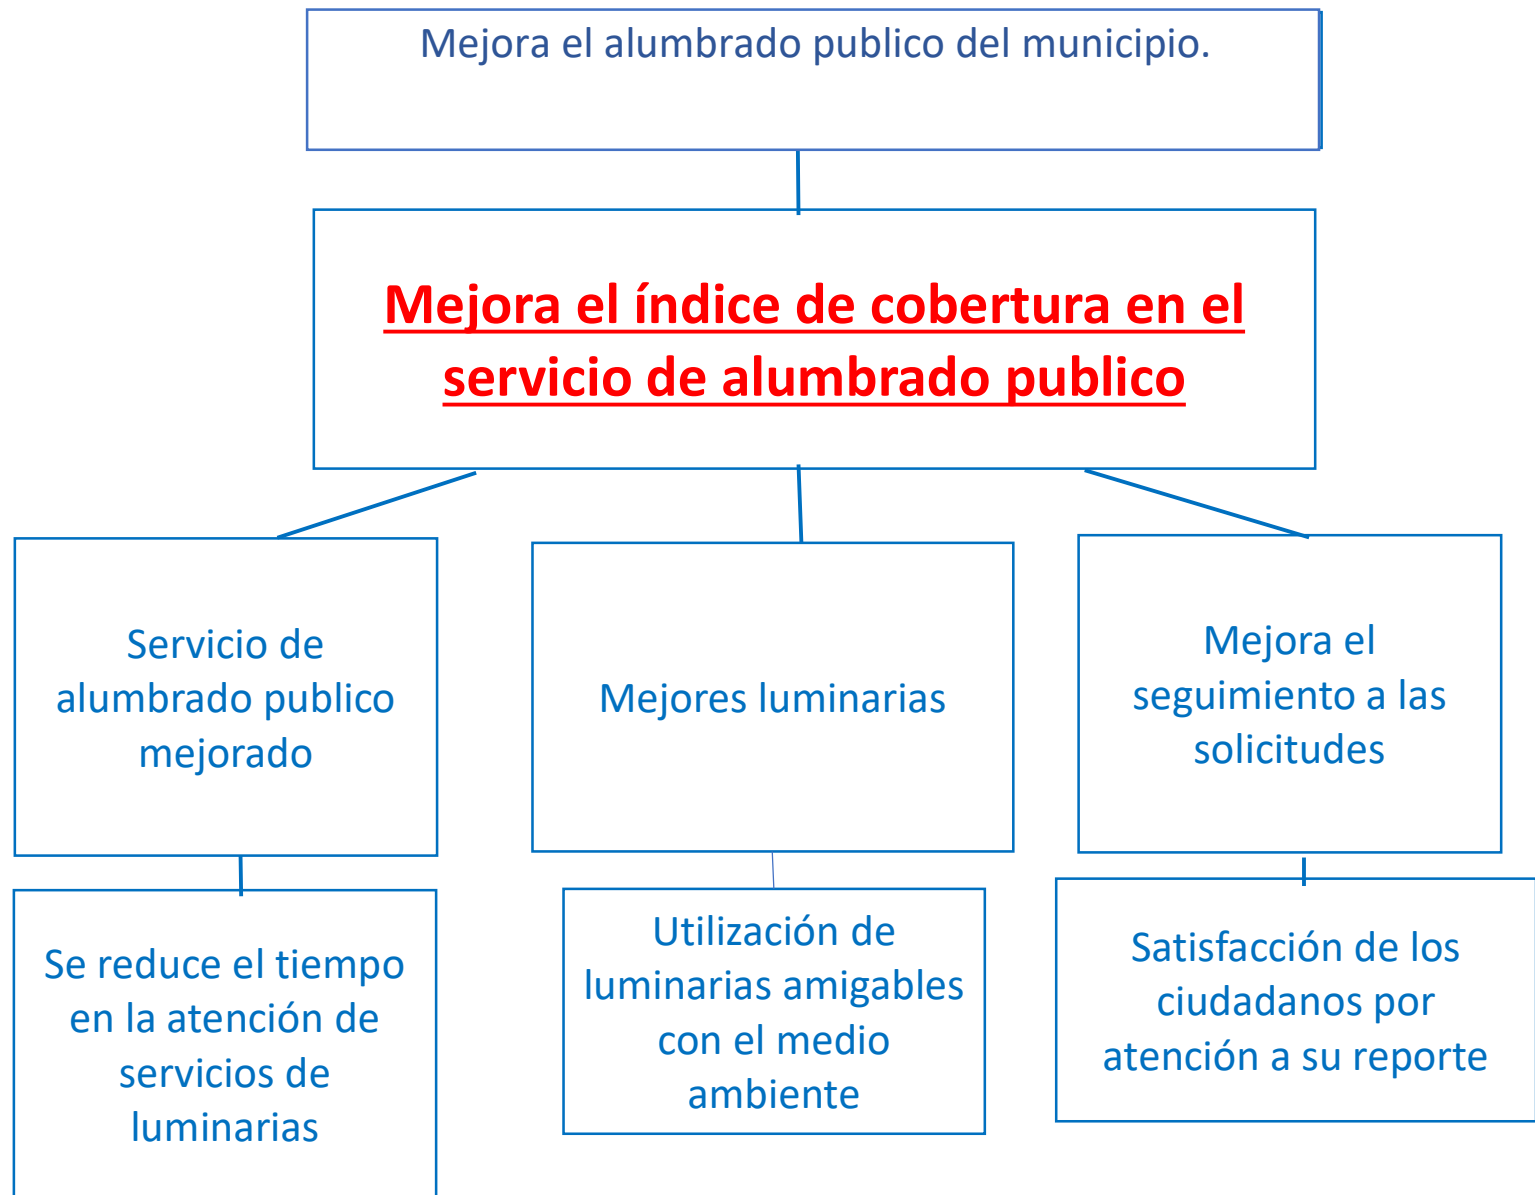 Mejora el alumbrado publico del municipio.
Mejora el índice de cobertura en el
servicio de alumbrado publico
Servicio de
alumbrado publico
mejorado
Mejores luminarias
Mejora el
seguimiento a las
solicitudes
Se reduce el tiempo
en la atención de
servicios de
luminarias
Utilización de
luminarias amigables
con el medio
ambiente
Satisfacción de los
ciudadanos por
atención a su reporte